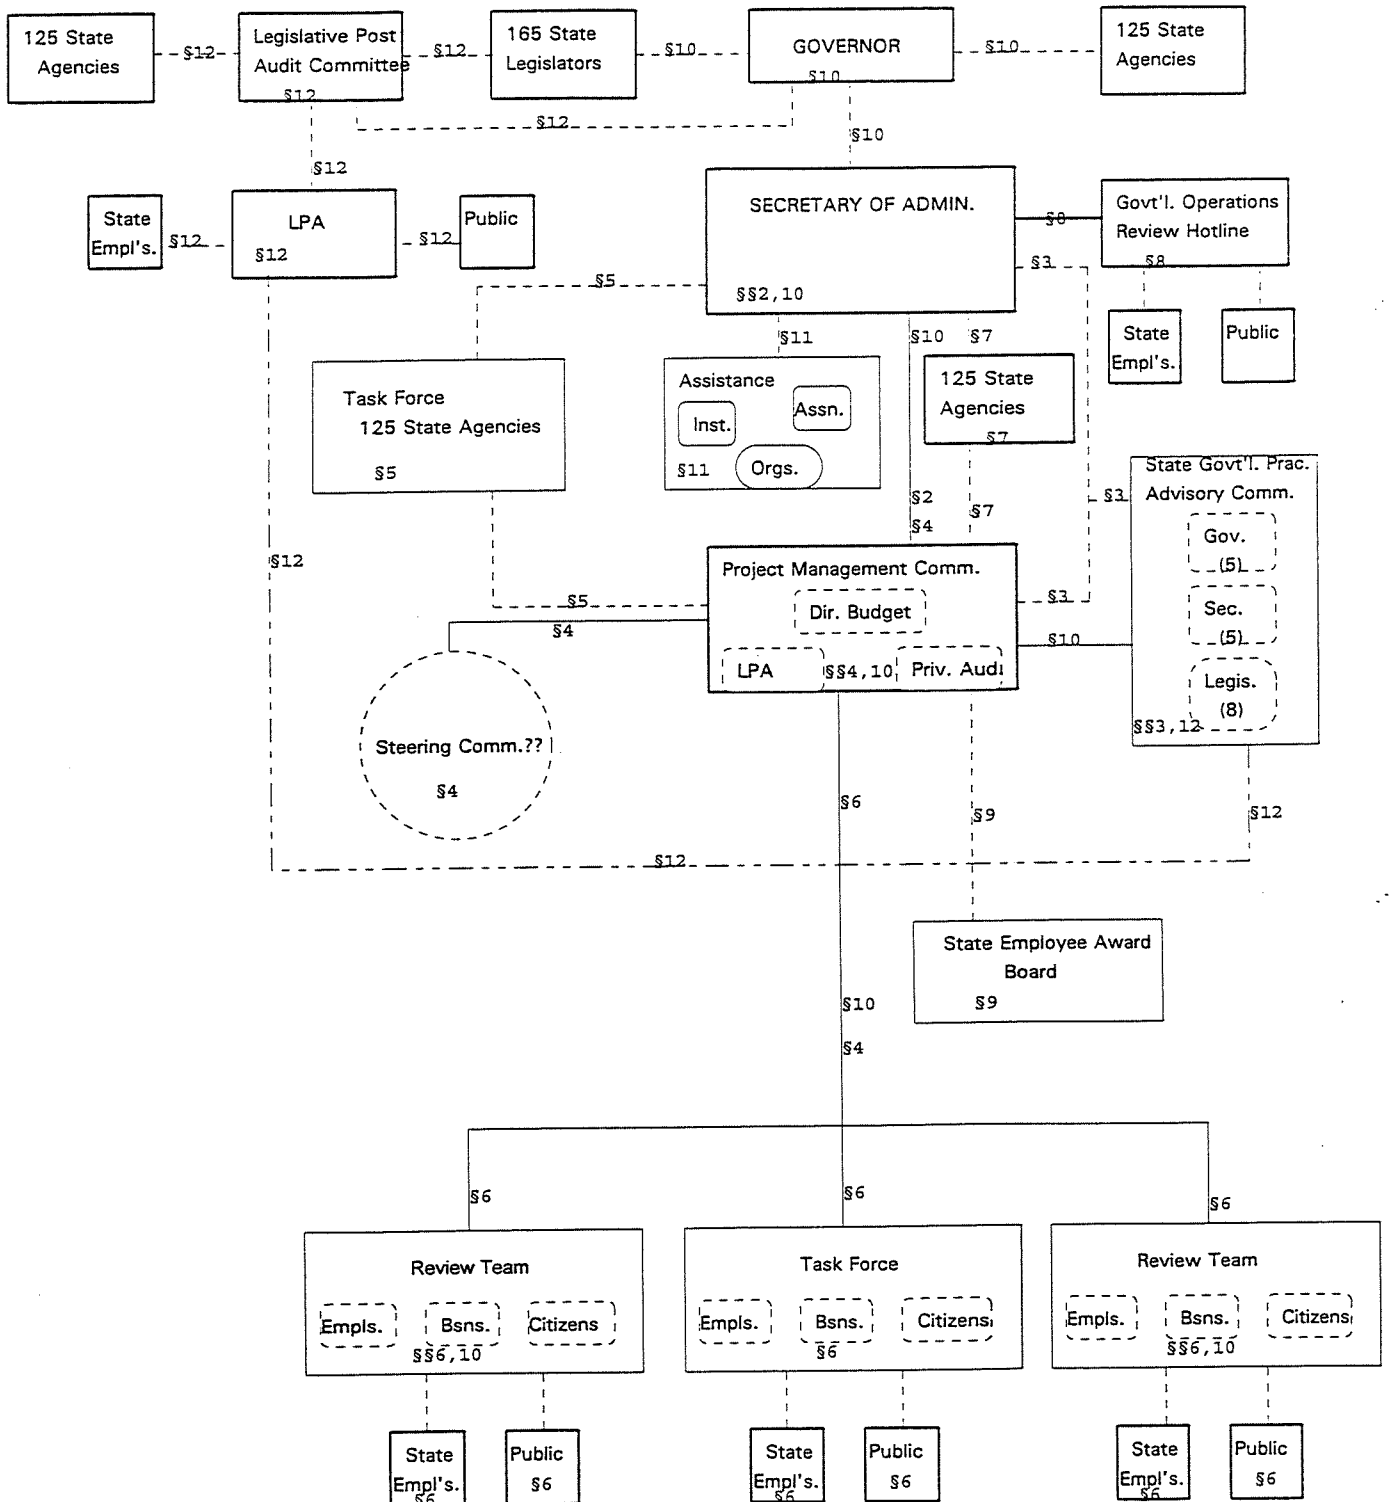 125 State
Agencies
§12
Legislative Post
Audit Committee
§12
§12
165 State
Legislators
§10
GOVERNOR
§10
§10
125 State
Agencies
§12
§10
§12
State
Empl's.
§12
LPA
§12
§12
Public
SECRETARY OF ADMIN.
§§2,10
§8
Govt'l. Operations
Review Hotline
§8
§3
§5
State
Empl's.
Public
§11
§10
§7
Task Force
125 State Agencies
§5
Assistance
Inst.
Assn.
§11
Orgs.
125 State
Agencies
§7
§2
§4
§7
§3
State Govt'l. Prac.
Advisory Comm.
Gov.
(5)
Sec.
(5)
Legis.
(8)
§§3,12
§12
Project Management Comm.
Dir. Budget
LPA
§§4,10
Priv. Aud.
§5
§4
§3
§10
Steering Comm.??
§4
§6
§9
§12
§12
State Employee Award
Board
§9
§10
§4
§6
§6
§6
Review Team
Empls.
Bsns.
Citizens
§§6,10
Task Force
Empls.
Bsns.
Citizens
§6
Review Team
Empls.
Bsns.
Citizens
§§6,10
State
Empl's.
§6
Public
§6
State
Empl's.
§6
Public
§6
State
Empl's.
§6
Public
§6